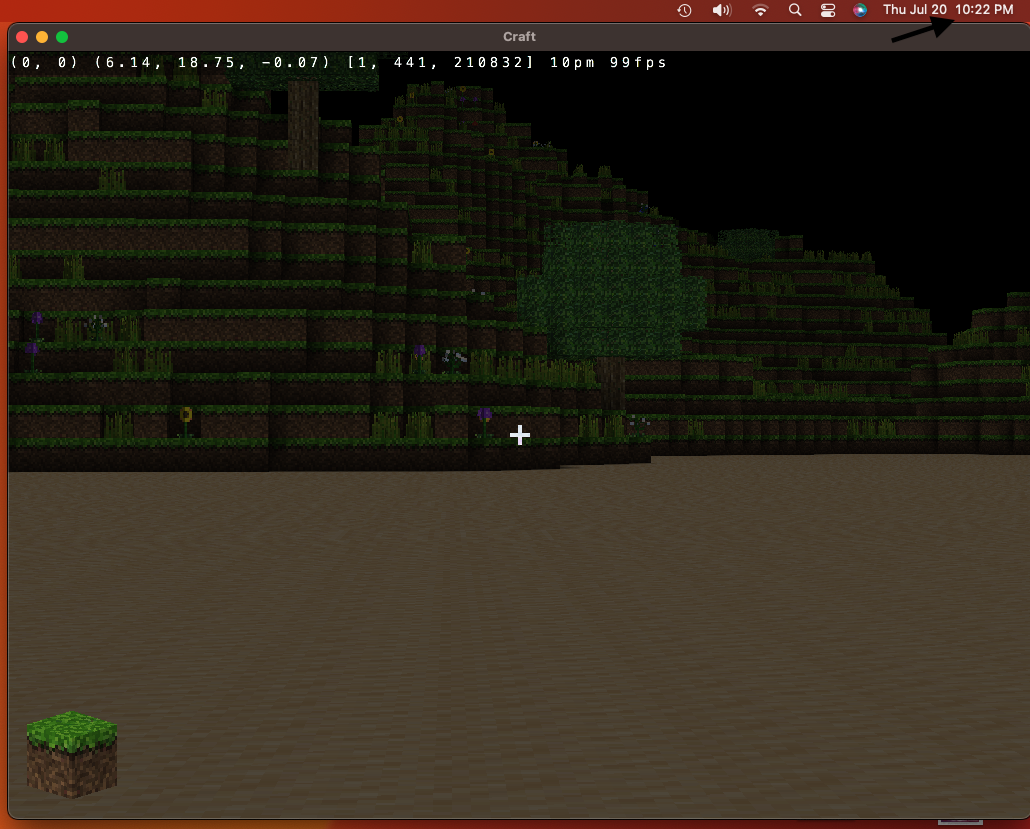 Thu Jul 20 10:22 PM
Craft
(0, 0) (6.14, 18.75, -0.07) [1, 441, 210832] 10pm 99fps